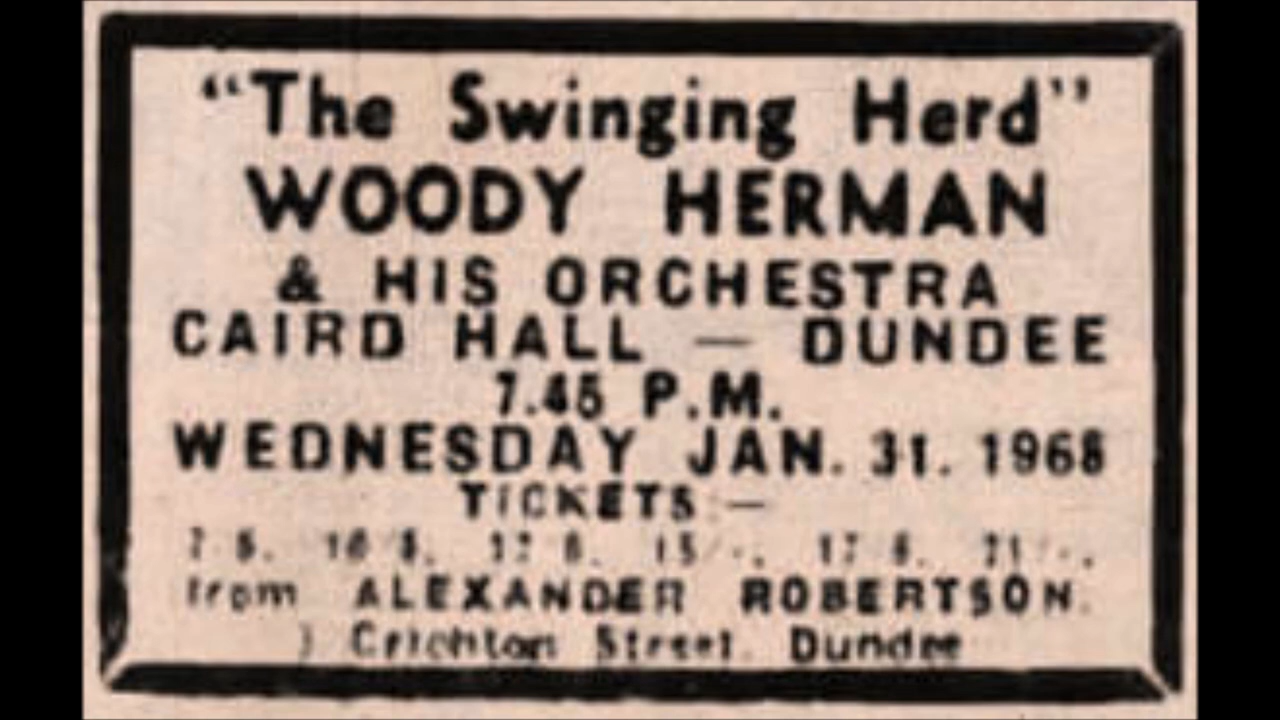 “The Swinging Herd”
WOODY HERMAN
& HIS ORCHESTRA
CAIRD HALL — DUNDEE
7.45 P.M.
WEDNESDAY JAN. 31. 1968
TICKETS:—
from ALEXANDER ROBERTSON.
Crichton Street. Dundee